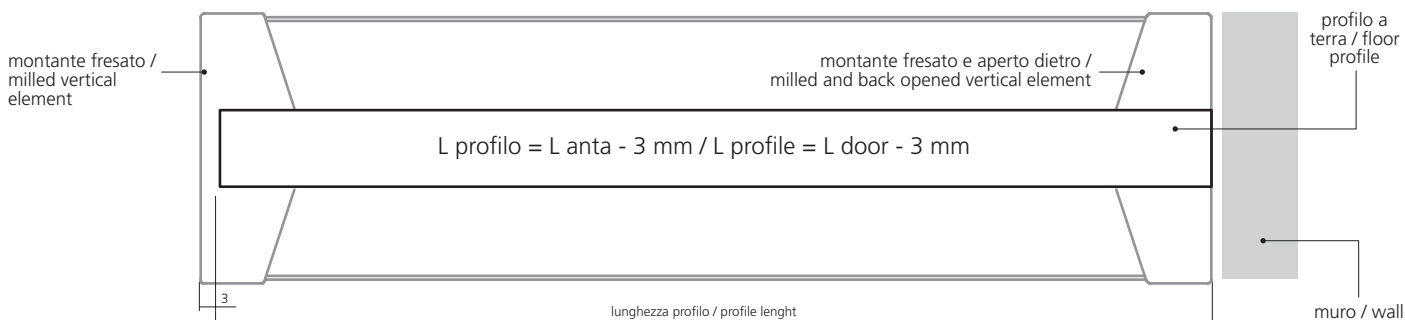 montante fresato /
milled vertical
element
montante fresato e aperto dietro /
milled and back opened vertical element
profilo a
terra / floor
profile
L profilo = L anta - 3 mm / L profile = L door - 3 mm
3
lunghezza profilo / profile lenght
muro / wall